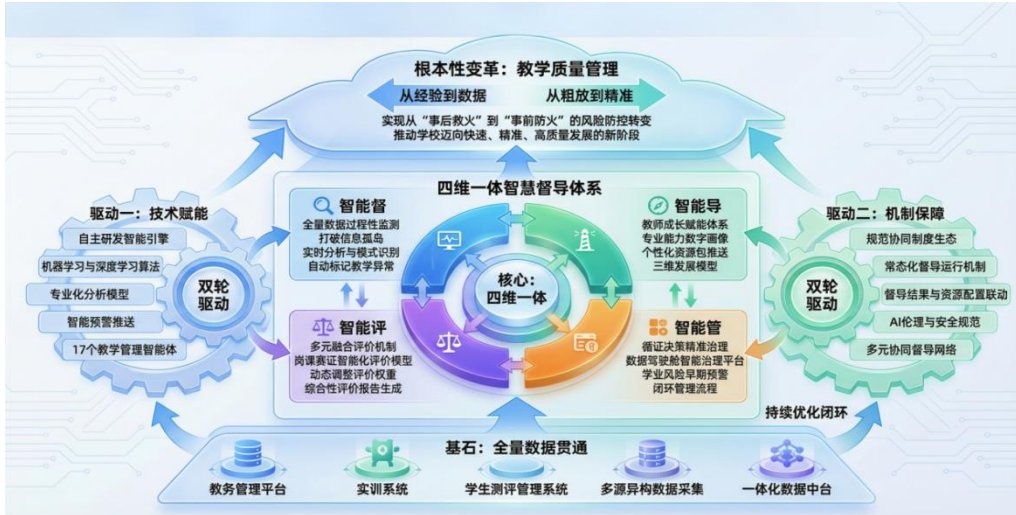 根本性变革：教学质量管理
从经验到数据
从粗放到精准
实现从“事后救火”到“事前防火”的风险防控转变
推动学校迈向快速、精准、高质量发展的新阶段
四维一体智慧督导体系
驱动一：技术赋能
自主研发智能引擎
机器学习与深度学习算法
专业化分析模型
智能预警推送
17个教学管理智能体
双轮
驱动
智能督
全量数据过程性监测
打破信息孤岛
实时分析与模式识别
自动标记教学异常
智能导
教师成长赋能体系
专业能力数字画像
个性化资源包推送
三维发展模型
核心：
四维一体
智能评
多元融合评价机制
岗课赛证智能化评价模型
动态调整评价权重
综合性评价报告生成
智能管
循证决策精准治理
数据驾驶舱智能治理平台
学业风险早期预警
闭环管理流程
驱动二：机制保障
规范协同制度生态
常态化督导运行机制
督导结果与资源配置联动
AI伦理与安全规范
多元协同督导网络
双轮
驱动
持续优化闭环
基石：全量数据贯通
教务管理平台
实训系统
学生测评管理系统
多源异构数据采集
一体化数据中台